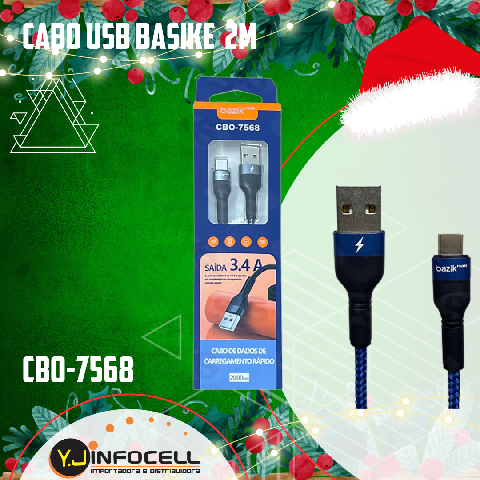 CABO USB BASIKE 2M
bazik
CBO-7568
SAÍDA 3.4 A
CABO DE DADOS DE
CARREGAMENTO RÁPIDO
2000mm
bazik
CBO-7568
Y.J INFOCELL
IMPORTADORA E DISTRIBUIDORA